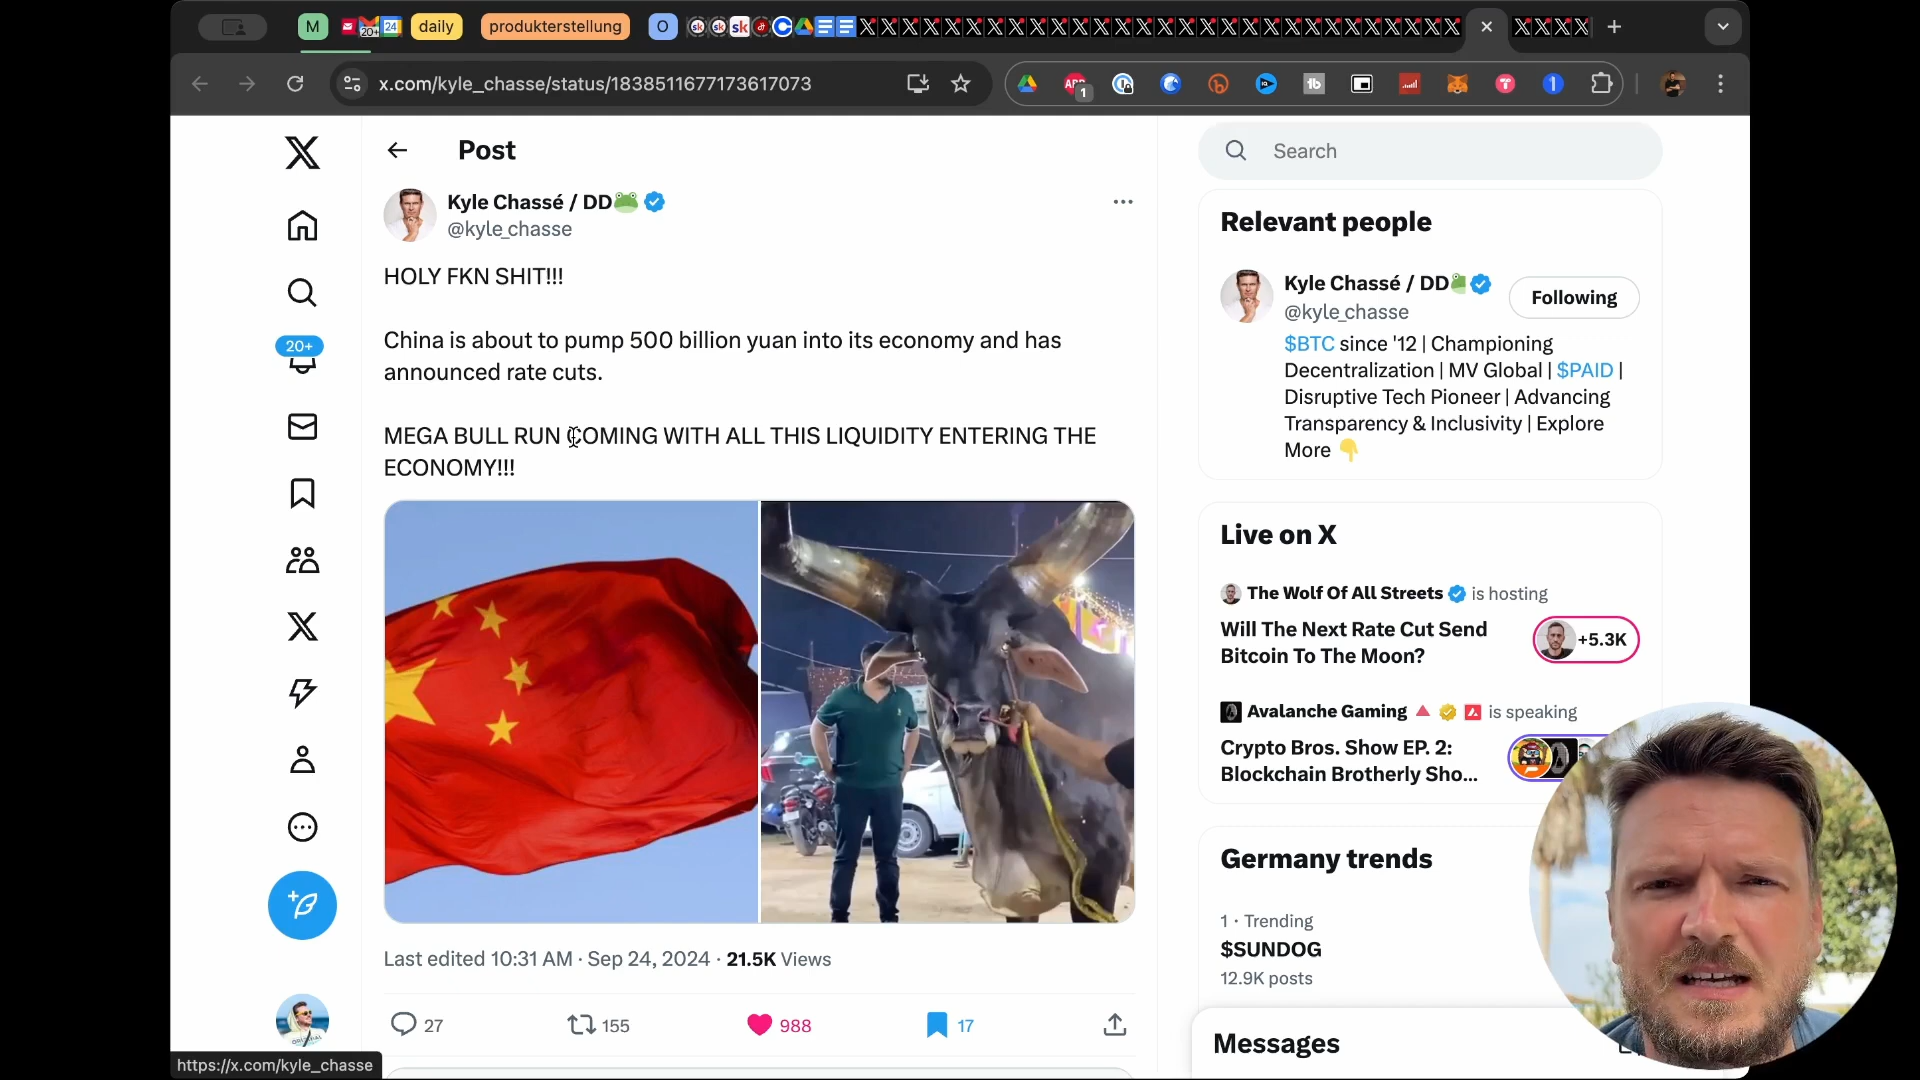 M
20+
24
daily
produkterstellung
O
x.com/kyle_chasse/status/1838511677173617073
1
Post
Kyle Chassé / DD🐸
@kyle_chasse
HOLY FKN SHIT!!!
China is about to pump 500 billion yuan into its economy and has
announced rate cuts.
MEGA BULL RUN COMING WITH ALL THIS LIQUIDITY ENTERING THE
ECONOMY!!!
Last edited 10:31 AM · Sep 24, 2024 · 21.5K Views
27
155
988
17
20+
https://x.com/kyle_chasse
Search
Relevant people
Kyle Chassé / DD🐸
@kyle_chasse
Following
$BTC since '12 | Championing
Decentralization | MV Global | $PAID |
Disruptive Tech Pioneer | Advancing
Transparency & Inclusivity | Explore
More 👇
Live on X
The Wolf Of All Streets is hosting
Will The Next Rate Cut Send
Bitcoin To The Moon?
+5.3K
Avalanche Gaming 🔺 is speaking
Crypto Bros. Show EP. 2:
Blockchain Brotherly Sho...
Germany trends
1 · Trending
$SUNDOG
12.9K posts
Messages